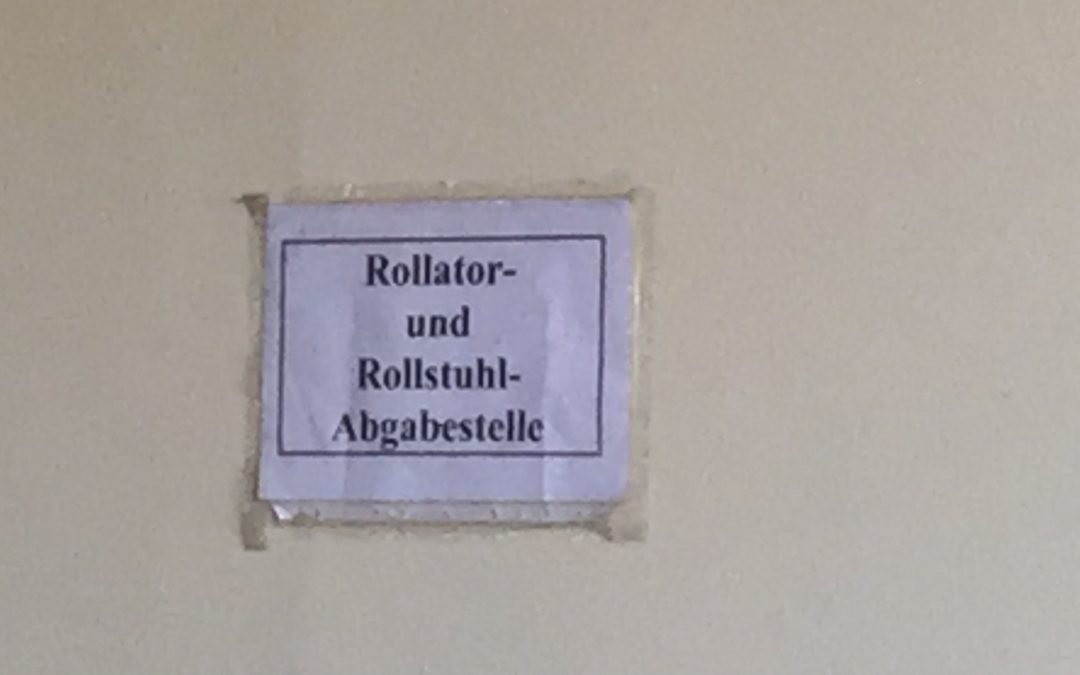 Rollator-
und
Rollstuhl-
Abgabestelle